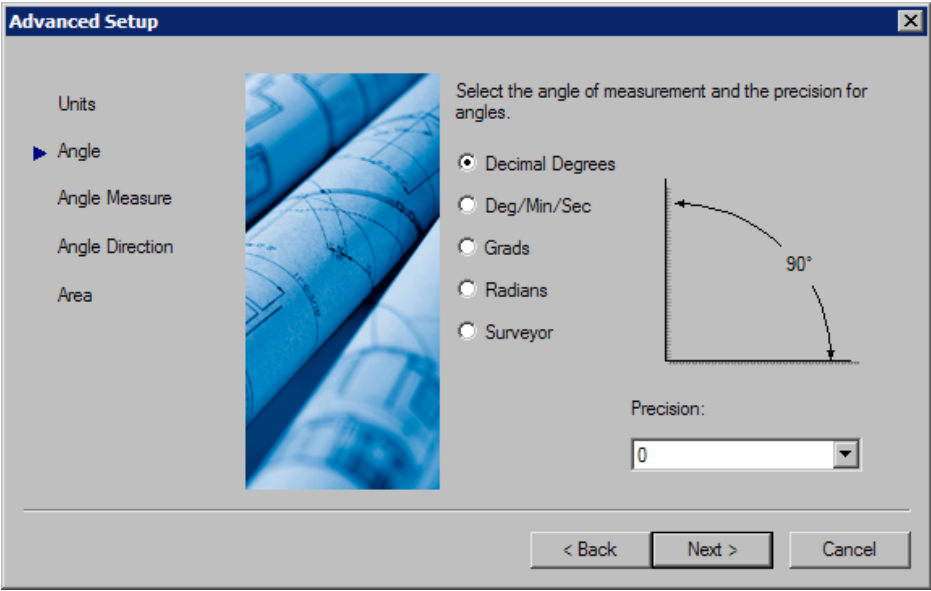 Advanced Setup
Units
Angle
Angle Measure
Angle Direction
Area
Select the angle of measurement and the precision for
angles.
Decimal Degrees
Deg/Min/Sec
Grads
Radians
Surveyor
90°
Precision:
0
< Back
Next >
Cancel